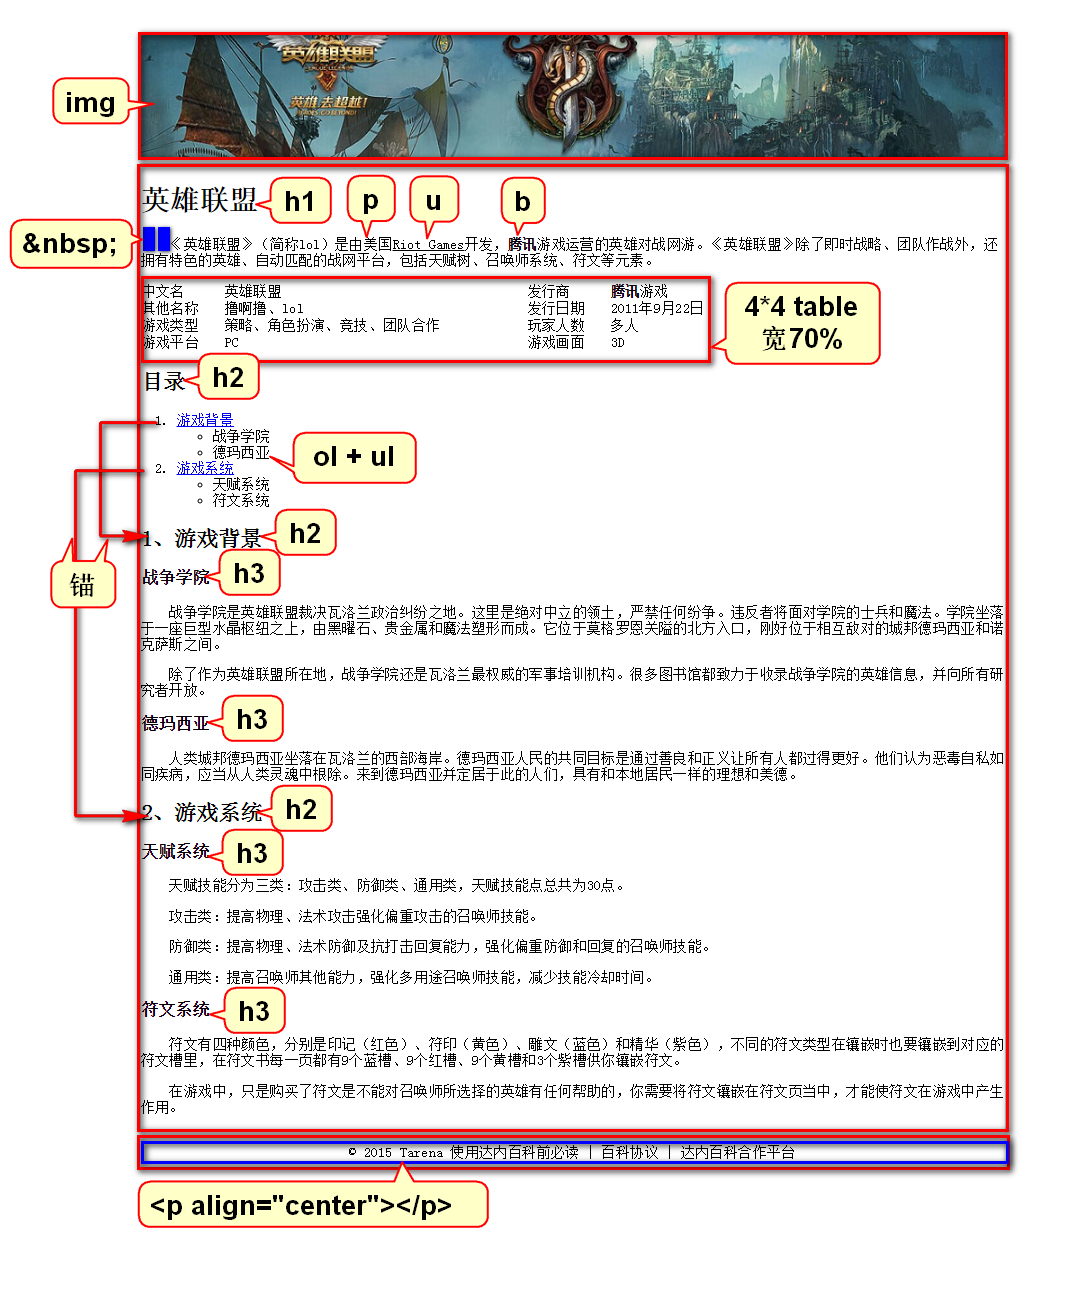 英雄联盟
LEAGUE OF LEGENDS
英雄,去超越!
HEROES, GO BEYOND!
img
英雄联盟
h1
p
u
b
&nbsp;
《英雄联盟》(简称lol)是由美国Riot Games开发,腾讯游戏运营的英雄对战网游。《英雄联盟》除了即时战略、团队作战外,还
拥有特色的英雄、自动匹配的战网平台,包括天赋树、召唤师系统、符文等元素。
中文名 英雄联盟 发行商 腾讯游戏
其他名称 撸啊撸、lol 发行日期 2011年9月22日
游戏类型 策略、角色扮演、竞技、团队合作 玩家人数 多人
游戏平台 PC 游戏画面 3D
4*4 table
宽70%
目录
h2
1. 游戏背景
战争学院
德玛西亚
2. 游戏系统
天赋系统
符文系统
ol + ul
1、游戏背景
h2
锚
战争学院
h3
战争学院是英雄联盟裁决瓦洛兰政治纠纷之地。这里是绝对中立的领土,严禁任何纷争。违反者将面对学院的士兵和魔法。学院坐落
于一座巨型水晶枢纽之上,由黑曜石、贵金属和魔法塑形而成。它位于莫格罗恩关隘的北方入口,刚好位于相互敌对的城邦德玛西亚和诺
克萨斯之间。
除了作为英雄联盟所在地,战争学院还是瓦洛兰最权威的军事培训机构。很多图书馆都致力于收录战争学院的英雄信息,并向所有研
究者开放。
德玛西亚
h3
人类城邦德玛西亚坐落在瓦洛兰的西部海岸。德玛西亚人民的共同目标是通过善良和正义让所有人都过得更好。他们认为恶毒自私如
同疾病,应当从人类灵魂中根除。来到德玛西亚并定居于此的人们,具有和本地居民一样的理想和美德。
2、游戏系统
h2
天赋系统
h3
天赋技能分为三类:攻击类、防御类、通用类,天赋技能点总共为30点。
攻击类:提高物理、法术攻击强化偏重攻击的召唤师技能。
防御类:提高物理、法术防御及抗打击回复能力,强化偏重防御和回复的召唤师技能。
通用类:提高召唤师其他能力,强化多用途召唤师技能,减少技能冷却时间。
符文系统
h3
符文有四种颜色,分别是印记(红色)、符印(黄色)、雕文(蓝色)和精华(紫色),不同的符文类型在镶嵌时也要镶嵌到对应的
符文槽里,在符文书每一页都有9个蓝槽、9个红槽、9个黄槽和3个紫槽供你镶嵌符文。
在游戏中,只是购买了符文是不能对召唤师所选择的英雄有任何帮助的,你需要将符文镶嵌在符文页当中,才能使符文在游戏中产生
作用。
© 2015 Tarena 使用达内百科前必读 | 百科协议 | 达内百科合作平台
<p align="center"></p>